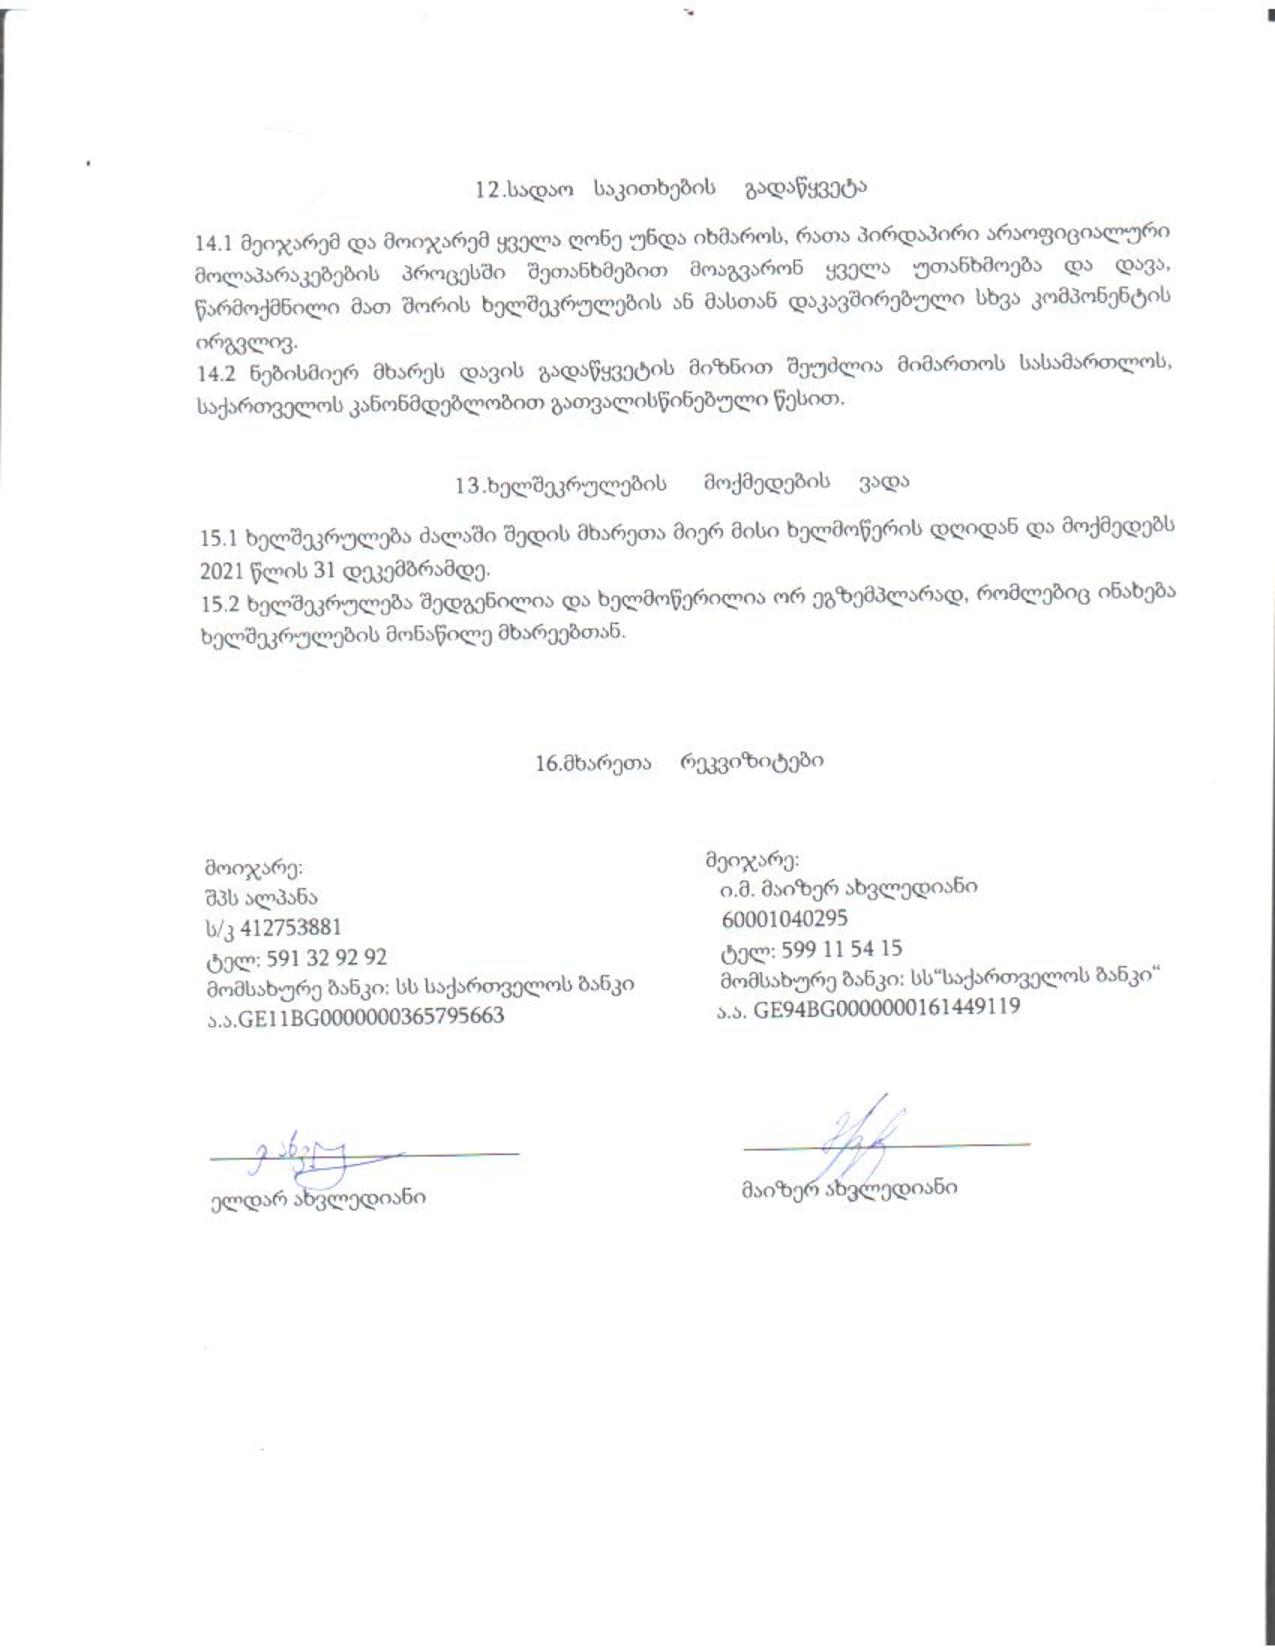 12.სადაო საკითხების გადაწყვეტა
14.1 მეიჯარემ და მოიჯარემ ყველა ღონე უნდა იხმაროს, რათა პირდაპირი არაოფიციალური
მოლაპარაკებების პროცესში შეთანხმებით მოაგვარონ ყველა უთანხმოება და დავა,
წარმოქმნილი მათ შორის ხელშეკრულების ან მასთან დაკავშირებული სხვა კომპონენტის
ირგვლივ.
14.2 ნებისმიერ მხარეს დავის გადაწყვეტის მიზნით შეუძლია მიმართოს სასამართლოს,
საქართველოს კანონმდებლობით გათვალისწინებული წესით.
13.ხელშეკრულების მოქმედების ვადა
15.1 ხელშეკრულება ძალაში შედის მხარეთა მიერ მისი ხელმოწერის დღიდან და მოქმედებს
2021 წლის 31 დეკემბრამდე.
15.2 ხელშეკრულება შედგენილია და ხელმოწერილია ორ ეგზემპლარად, რომლებიც ინახება
ხელშეკრულების მონაწილე მხარეებთან.
16.მხარეთა რეკვიზიტები
მოიჯარე:
შპს ალპანა
ს/კ 412753881
ტელ: 591 32 92 92
მომსახურე ბანკი: სს საქართველოს ბანკი
ა.ა.GE11BG0000000365795663
ელდარ ახვლედიანი
მეიჯარე:
ი.მ. მაიზერ ახვლედიანი
60001040295
ტელ: 599 11 54 15
მომსახურე ბანკი: სს“საქართველოს ბანკი“
ა.ა. GE94BG0000000161449119
მაიზერ ახვლედიანი